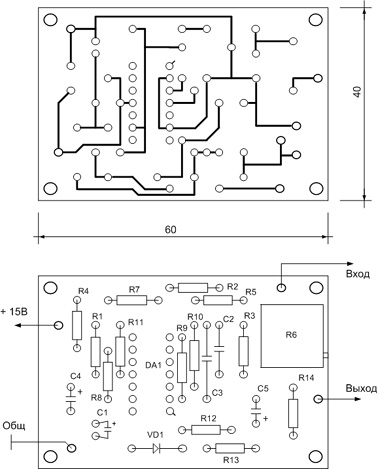 40
60
Вход
R4
R7
R2
R5
+ 15В
R1
R11
R9
R10
C2
R3
R6
DA1
C4
+
R8
C3
C5
+
R14
Выход
C1
+
R12
Общ
VD1
R13